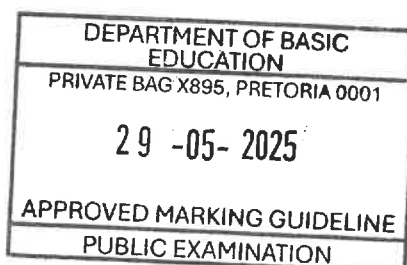 DEPARTMENT OF BASIC
EDUCATION
PRIVATE BAG X895, PRETORIA 0001
29 -05- 2025
APPROVED MARKING GUIDELINE
PUBLIC EXAMINATION